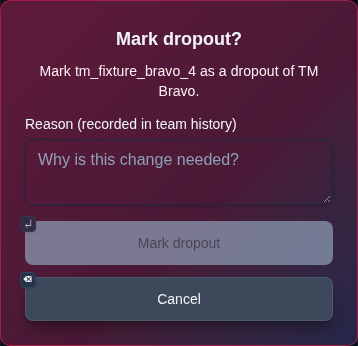 Mark dropout?
Mark tm_fixture_bravo_4 as a dropout of TM
Bravo.
Reason (recorded in team history)
Why is this change needed?
Mark dropout
Cancel